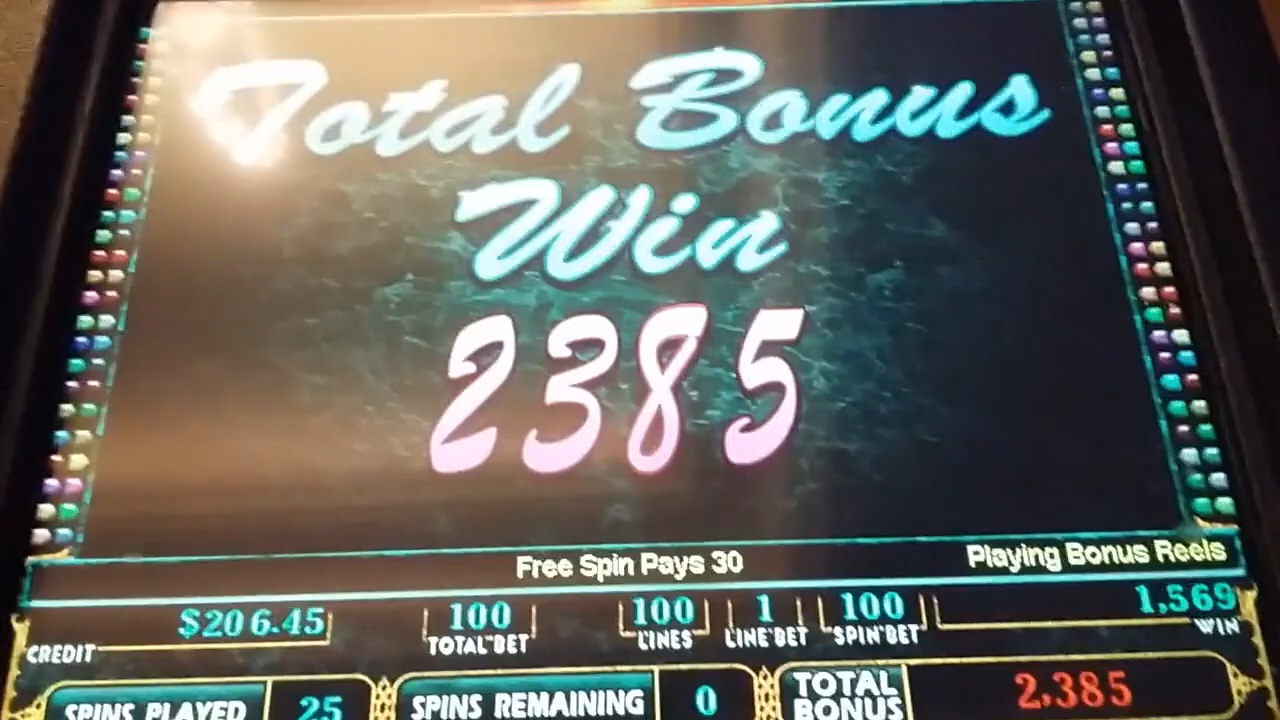 Total Bonus
Win
2385
Free Spin Pays 30
Playing Bonus Reels
$206.45
CREDIT
100
TOTAL BET
100
LINES
1
LINE BET
100
SPIN BET
1,569
WIN
SPINS PLAYED 25
SPINS REMAINING 0
TOTAL
BONUS
2,385